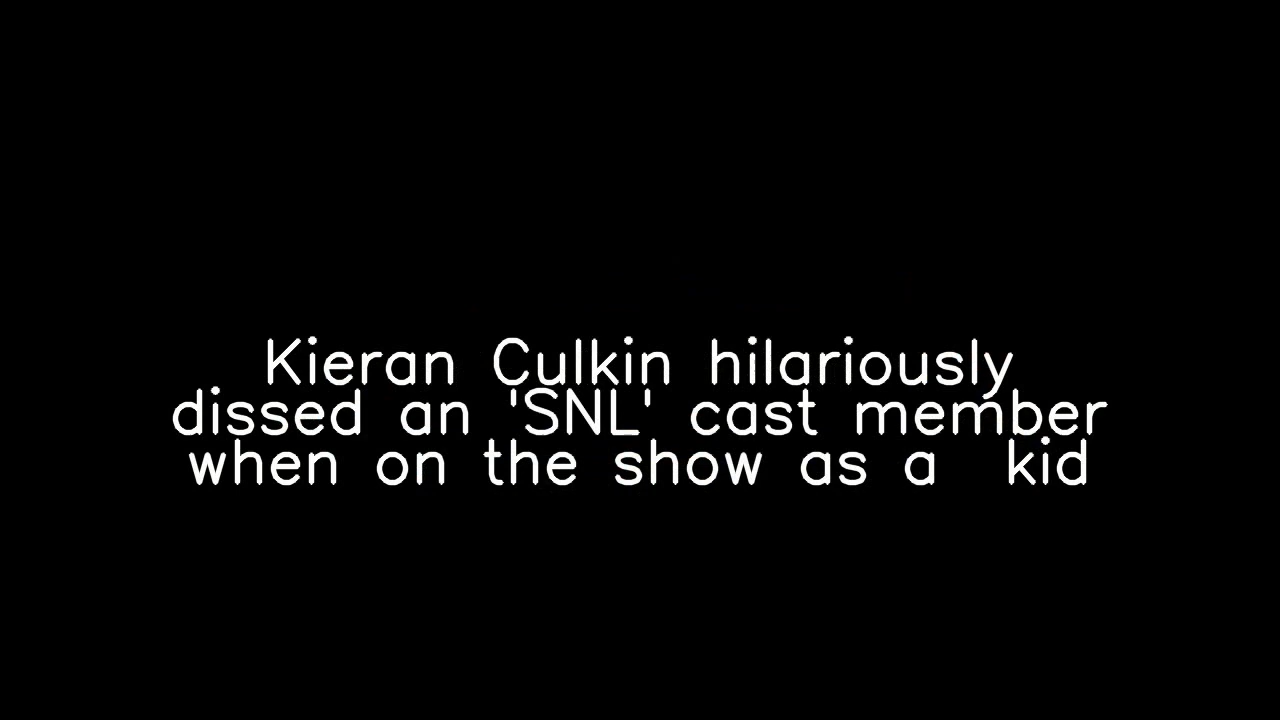 Kieran Culkin hilariously
dissed an 'SNL' cast member
when on the show as a  kid